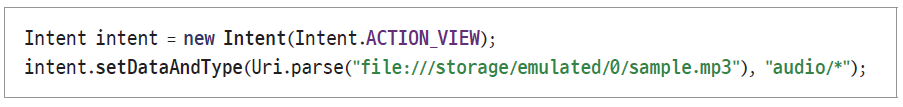 Intent intent = new Intent(Intent.ACTION_VIEW);
intent.setDataAndType(Uri.parse("file:///storage/emulated/0/sample.mp3"), "audio/*");